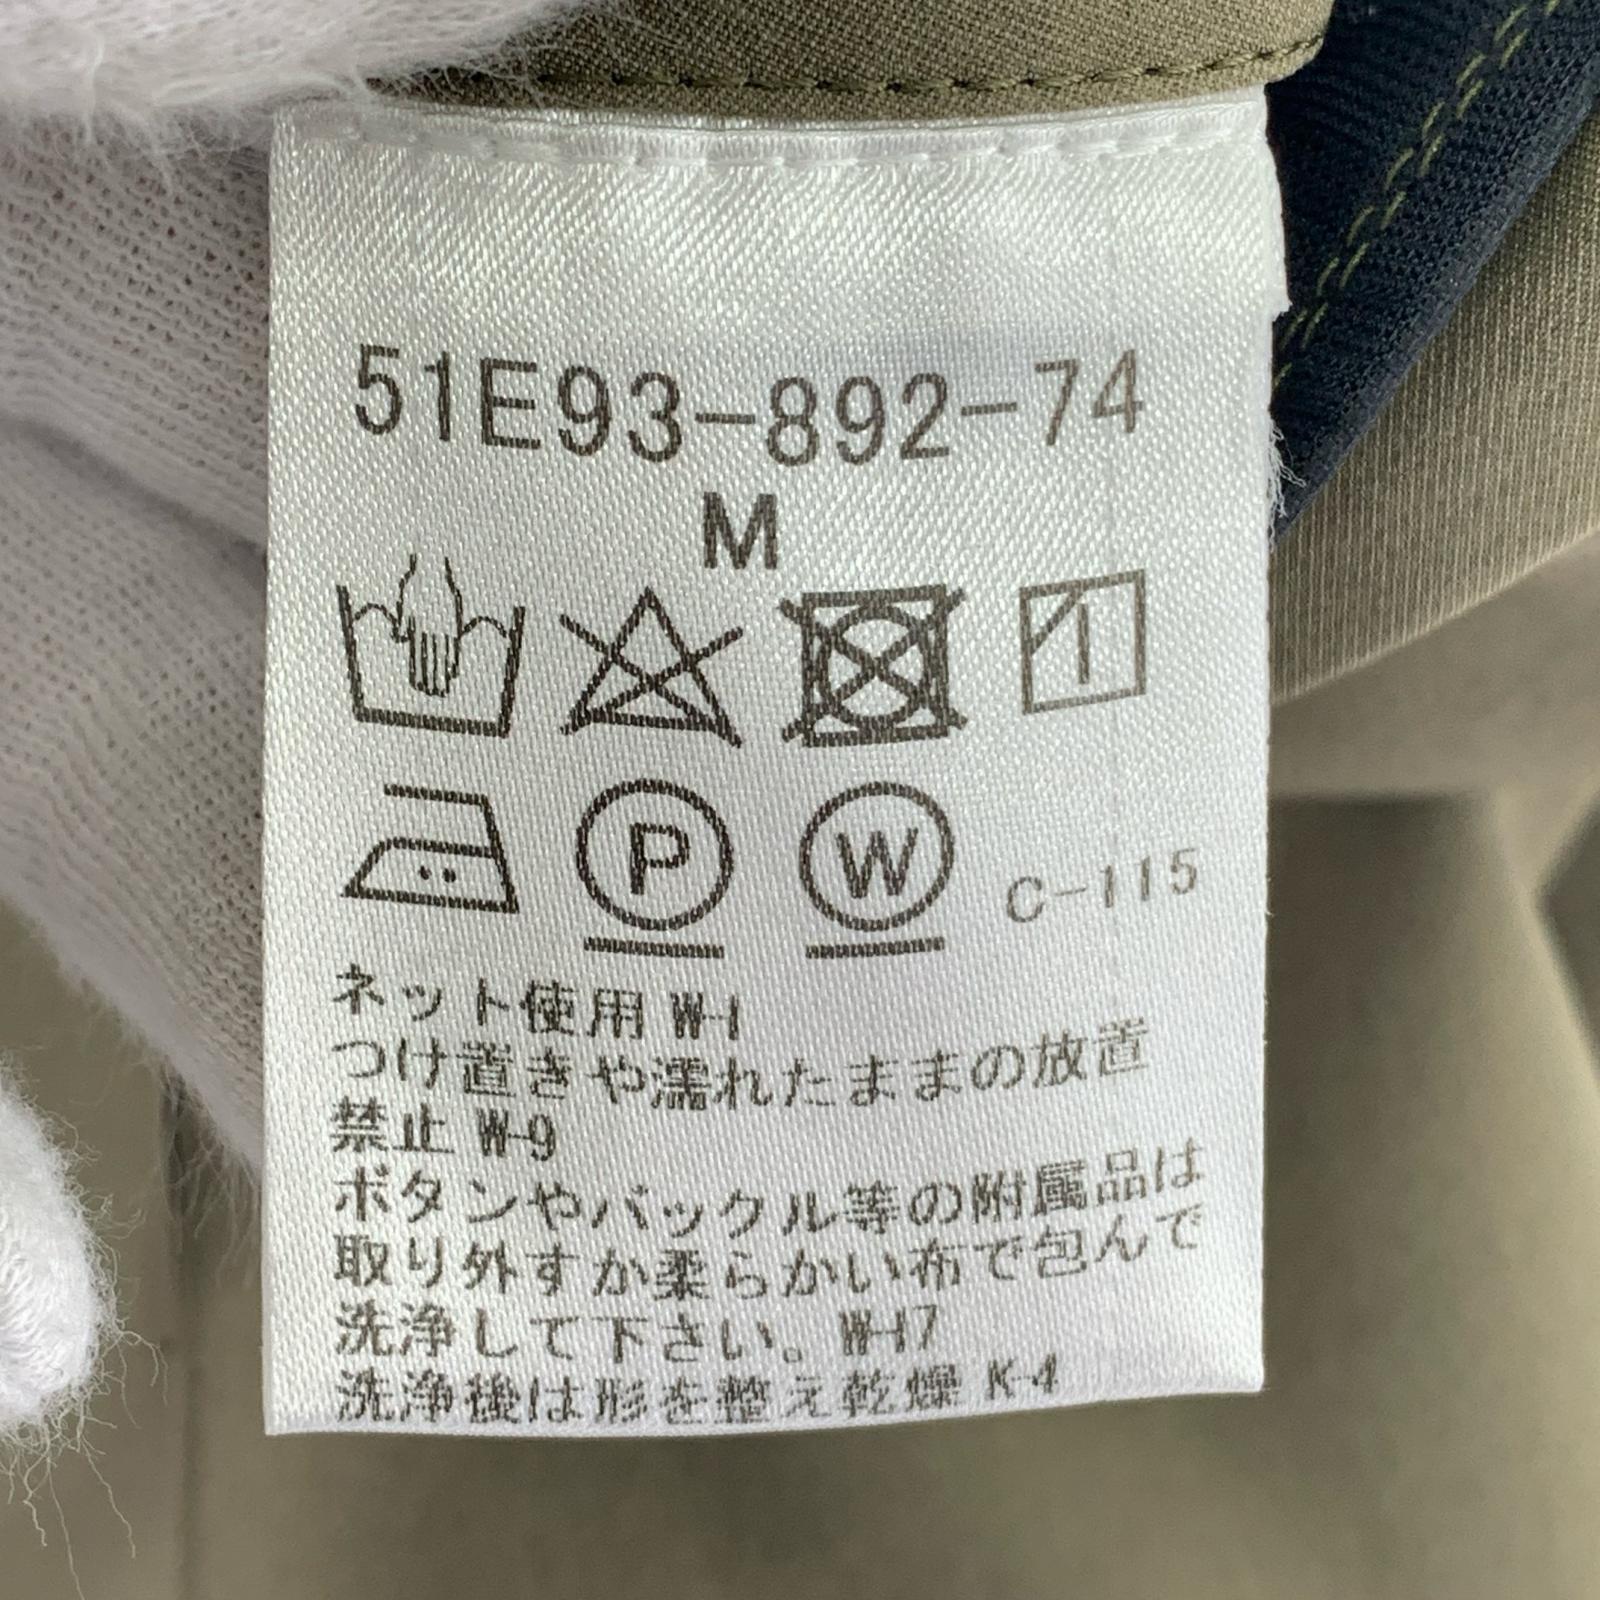 51E93-892-74
M
P W C-115
ネット使用 W-1
つけ置きや濡れたままの放置
禁止 W-9
ボタンやバックル等の附属品は
取り外すか柔らかい布で包んで
洗浄して下さい。W-17
洗浄後は形を整え乾燥 K-4